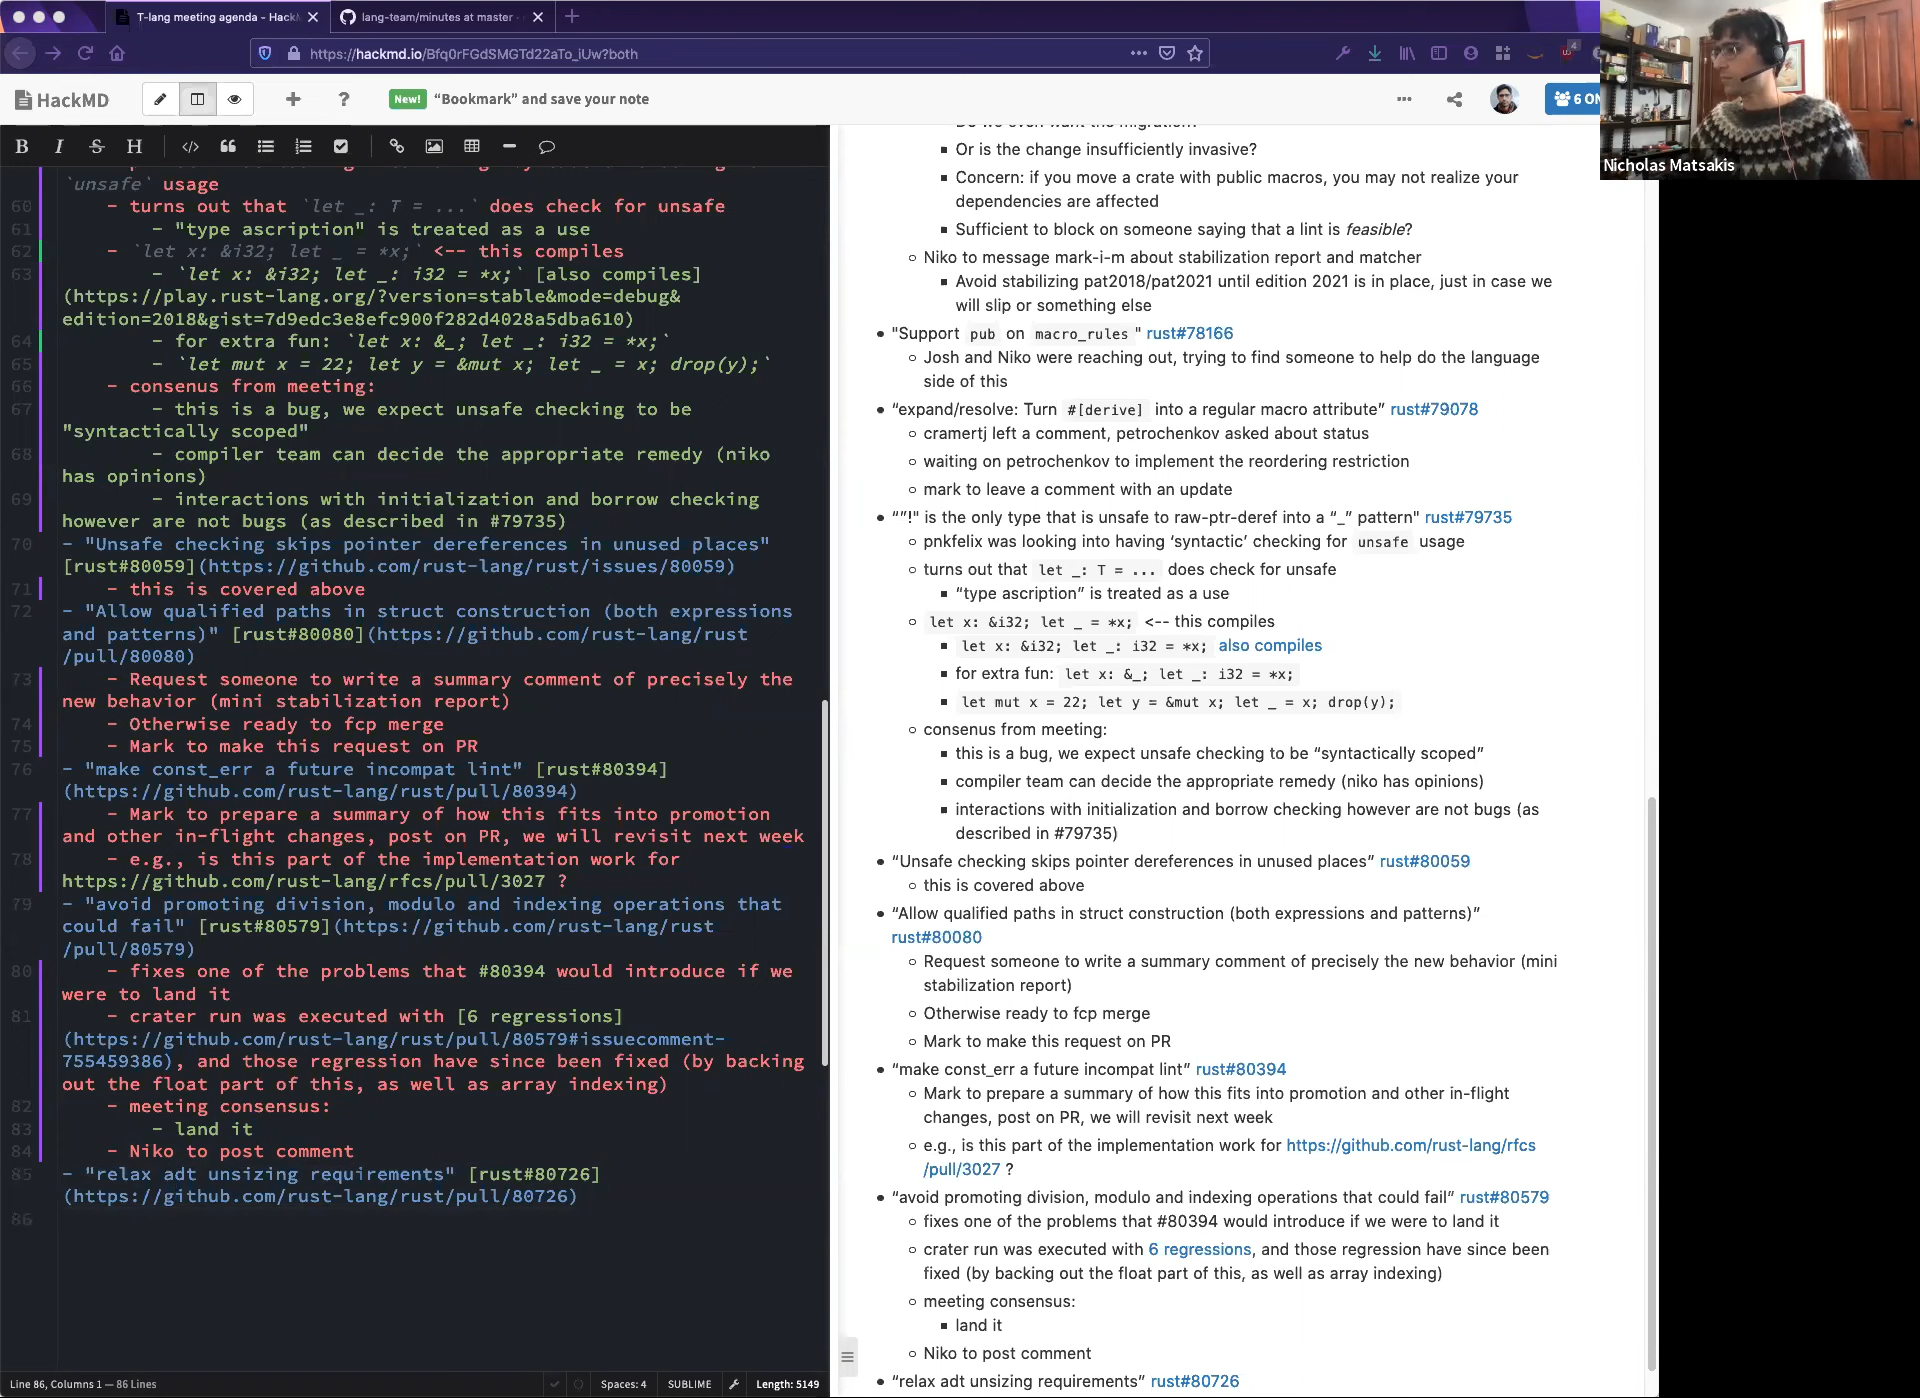 T-lang meeting agenda - HackM
lang-team/minutes at master ·
https://hackmd.io/Bfq0rFGdSMGTd22aTo_iUw?both
4
HackMD
New! "Bookmark" and save your note
6 ON
Nicholas Matsakis
`unsafe` usage
60 - turns out that `let _: T = ...` does check for unsafe
61 - "type ascription" is treated as a use
62 - `let x: &i32; let _ = *x;` <-- this compiles
63 - `let x: &i32; let _: i32 = *x;` [also compiles]
(https://play.rust-lang.org/?version=stable&mode=debug&
edition=2018&gist=7d9edc3e8efc900f282d4028a5dba610)
64 - for extra fun: `let x: &_; let _: i32 = *x;`
65 - `let mut x = 22; let y = &mut x; let _ = x; drop(y);`
66 - consenus from meeting:
67 - this is a bug, we expect unsafe checking to be
"syntactically scoped"
68 - compiler team can decide the appropriate remedy (niko
has opinions)
69 - interactions with initialization and borrow checking
however are not bugs (as described in #79735)
70 - "Unsafe checking skips pointer dereferences in unused places"
[rust#80059](https://github.com/rust-lang/rust/issues/80059)
71 - this is covered above
72 - "Allow qualified paths in struct construction (both expressions
and patterns)" [rust#80080](https://github.com/rust-lang/rust
/pull/80080)
73 - Request someone to write a summary comment of precisely the
new behavior (mini stabilization report)
74 - Otherwise ready to fcp merge
75 - Mark to make this request on PR
76 - "make const_err a future incompat lint" [rust#80394]
(https://github.com/rust-lang/rust/pull/80394)
77 - Mark to prepare a summary of how this fits into promotion
and other in-flight changes, post on PR, we will revisit next week
78 - e.g., is this part of the implementation work for
https://github.com/rust-lang/rfcs/pull/3027 ?
79 - "avoid promoting division, modulo and indexing operations that
could fail" [rust#80579](https://github.com/rust-lang/rust
/pull/80579)
80 - fixes one of the problems that #80394 would introduce if we
were to land it
81 - crater run was executed with [6 regressions]
(https://github.com/rust-lang/rust/pull/80579#issuecomment-
755459386), and those regression have since been fixed (by backing
out the float part of this, as well as array indexing)
82 - meeting consensus:
83 - land it
84 - Niko to post comment
85 - "relax adt unsizing requirements" [rust#80726]
(https://github.com/rust-lang/rust/pull/80726)
86
Line 86, Columns 1 — 86 Lines
Spaces: 4 SUBLIME Length: 5149
Do we even want the migration?
▪ Or is the change insufficiently invasive?
▪ Concern: if you move a crate with public macros, you may not realize your
dependencies are affected
▪ Sufficient to block on someone saying that a lint is feasible?
○ Niko to message mark-i-m about stabilization report and matcher
▪ Avoid stabilizing pat2018/pat2021 until edition 2021 is in place, just in case we
will slip or something else
• "Support pub on macro_rules " rust#78166
○ Josh and Niko were reaching out, trying to find someone to help do the language
side of this
• “expand/resolve: Turn #[derive] into a regular macro attribute” rust#79078
○ cramertj left a comment, petrochenkov asked about status
○ waiting on petrochenkov to implement the reordering restriction
○ mark to leave a comment with an update
• “”!" is the only type that is unsafe to raw-ptr-deref into a “_” pattern" rust#79735
○ pnkfelix was looking into having ‘syntactic’ checking for unsafe usage
○ turns out that let _: T = ... does check for unsafe
▪ “type ascription” is treated as a use
○ let x: &i32; let _ = *x; <-- this compiles
▪ let x: &i32; let _: i32 = *x; also compiles
▪ for extra fun: let x: &_; let _: i32 = *x;
▪ let mut x = 22; let y = &mut x; let _ = x; drop(y);
○ consenus from meeting:
▪ this is a bug, we expect unsafe checking to be “syntactically scoped”
▪ compiler team can decide the appropriate remedy (niko has opinions)
▪ interactions with initialization and borrow checking however are not bugs (as
described in #79735)
• “Unsafe checking skips pointer dereferences in unused places” rust#80059
○ this is covered above
• “Allow qualified paths in struct construction (both expressions and patterns)”
rust#80080
○ Request someone to write a summary comment of precisely the new behavior (mini
stabilization report)
○ Otherwise ready to fcp merge
○ Mark to make this request on PR
• “make const_err a future incompat lint” rust#80394
○ Mark to prepare a summary of how this fits into promotion and other in-flight
changes, post on PR, we will revisit next week
○ e.g., is this part of the implementation work for https://github.com/rust-lang/rfcs
/pull/3027 ?
• “avoid promoting division, modulo and indexing operations that could fail” rust#80579
○ fixes one of the problems that #80394 would introduce if we were to land it
○ crater run was executed with 6 regressions, and those regression have since been
fixed (by backing out the float part of this, as well as array indexing)
○ meeting consensus:
▪ land it
○ Niko to post comment
• “relax adt unsizing requirements” rust#80726